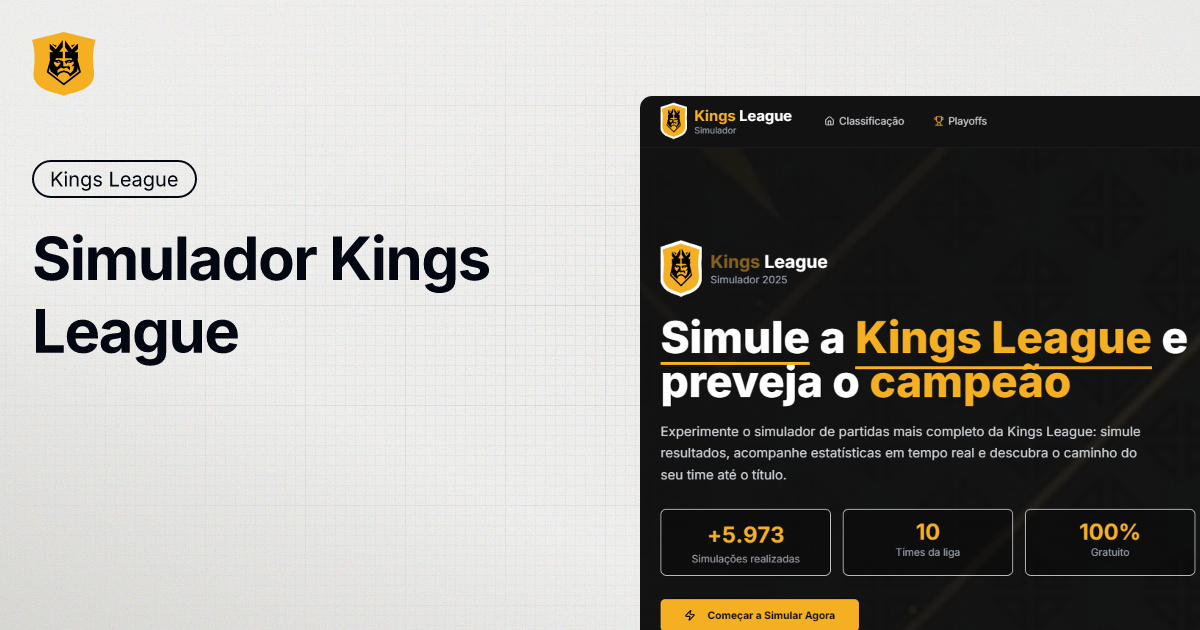 Kings League
Simulador Kings
League
Kings League
Simulador
Classificação
Playoffs
Kings League
Simulador 2025
Simule a Kings League e
preveja o campeão
Experimente o simulador de partidas mais completo da Kings League: simule
resultados, acompanhe estatísticas em tempo real e descubra o caminho do
seu time até o título.
+5.973
Simulações realizadas
10
Times da liga
100%
Gratuito
Começar a Simular Agora